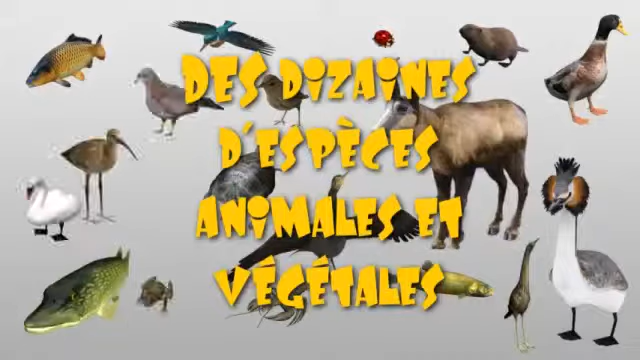 DES DIZAINES
D'ESPÈCES
ANIMALES ET
VÉGÉTALES